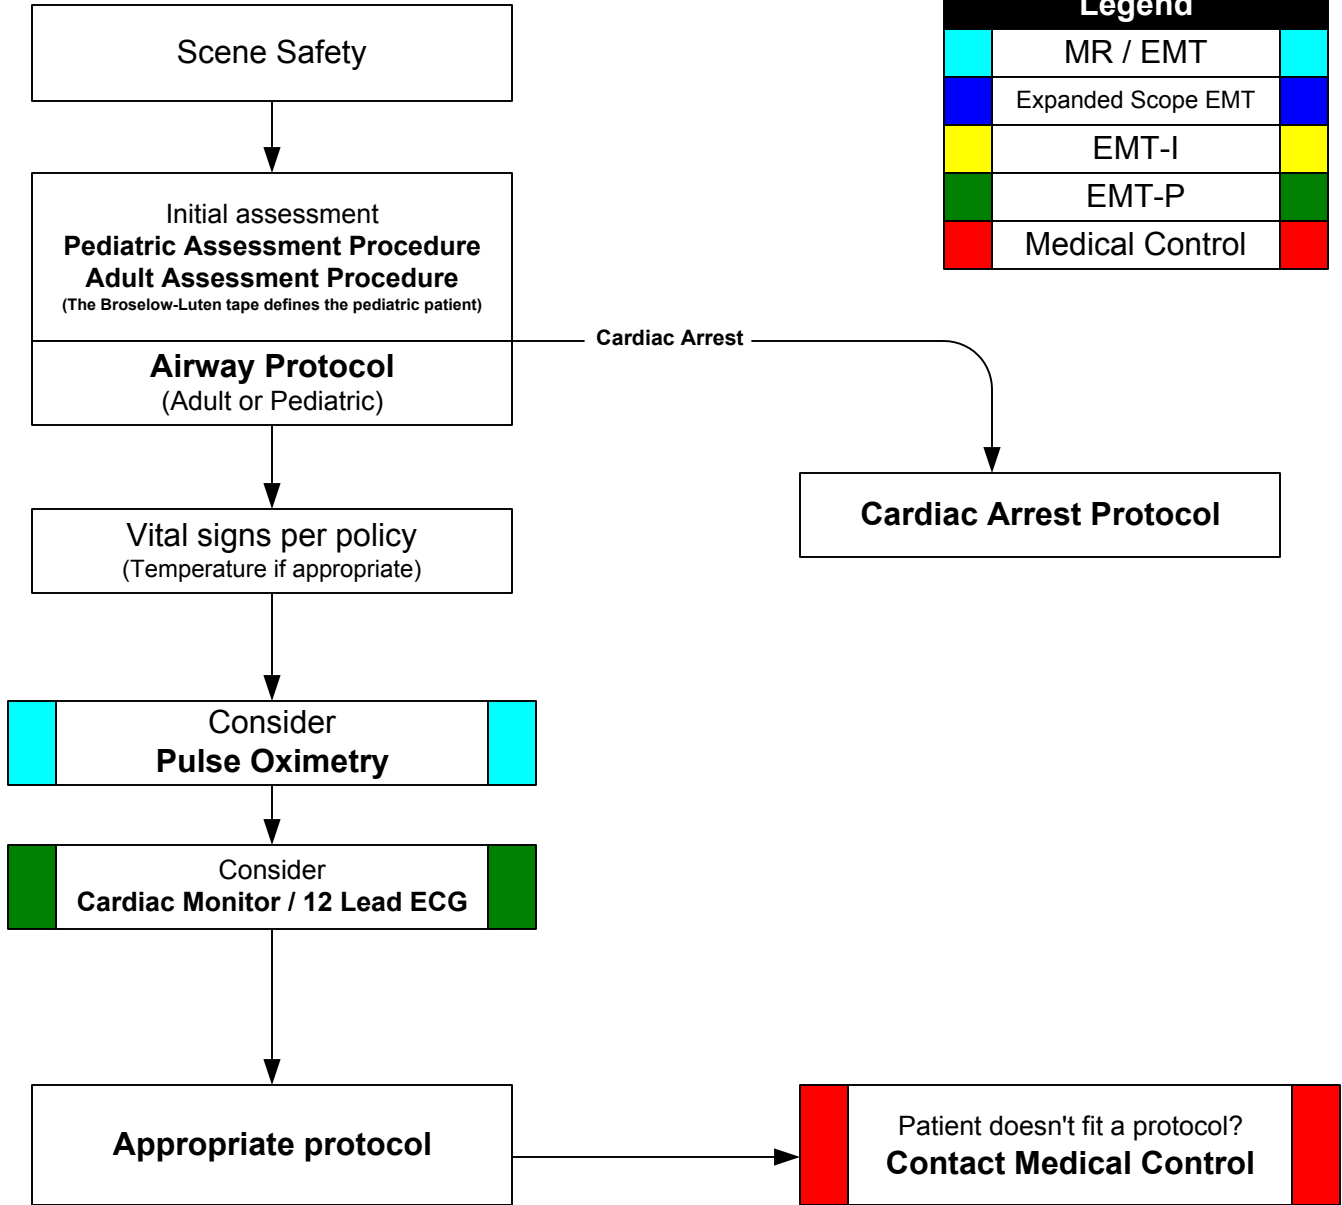 Scene Safety
Legend
MR / EMT
Expanded Scope EMT
EMT-I
EMT-P
Medical Control
Initial assessment
Pediatric Assessment Procedure
Adult Assessment Procedure
(The Broselow-Luten tape defines the pediatric patient)
Cardiac Arrest
Airway Protocol
(Adult or Pediatric)
Cardiac Arrest Protocol
Vital signs per policy
(Temperature if appropriate)
Consider
Pulse Oximetry
Consider
Cardiac Monitor / 12 Lead ECG
Appropriate protocol
Patient doesn't fit a protocol?
Contact Medical Control